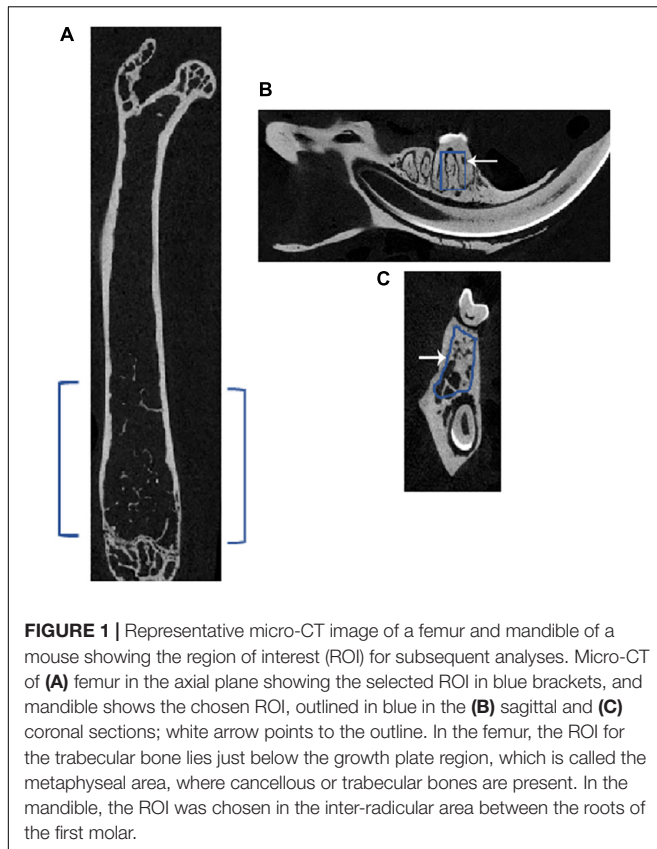 A
B
C
FIGURE 1 | Representative micro-CT image of a femur and mandible of a
mouse showing the region of interest (ROI) for subsequent analyses. Micro-CT
of (A) femur in the axial plane showing the selected ROI in blue brackets, and
mandible shows the chosen ROI, outlined in blue in the (B) sagittal and (C)
coronal sections; white arrow points to the outline. In the femur, the ROI for
the trabecular bone lies just below the growth plate region, which is called the
metaphyseal area, where cancellous or trabecular bones are present. In the
mandible, the ROI was chosen in the inter-radicular area between the roots of
the first molar.